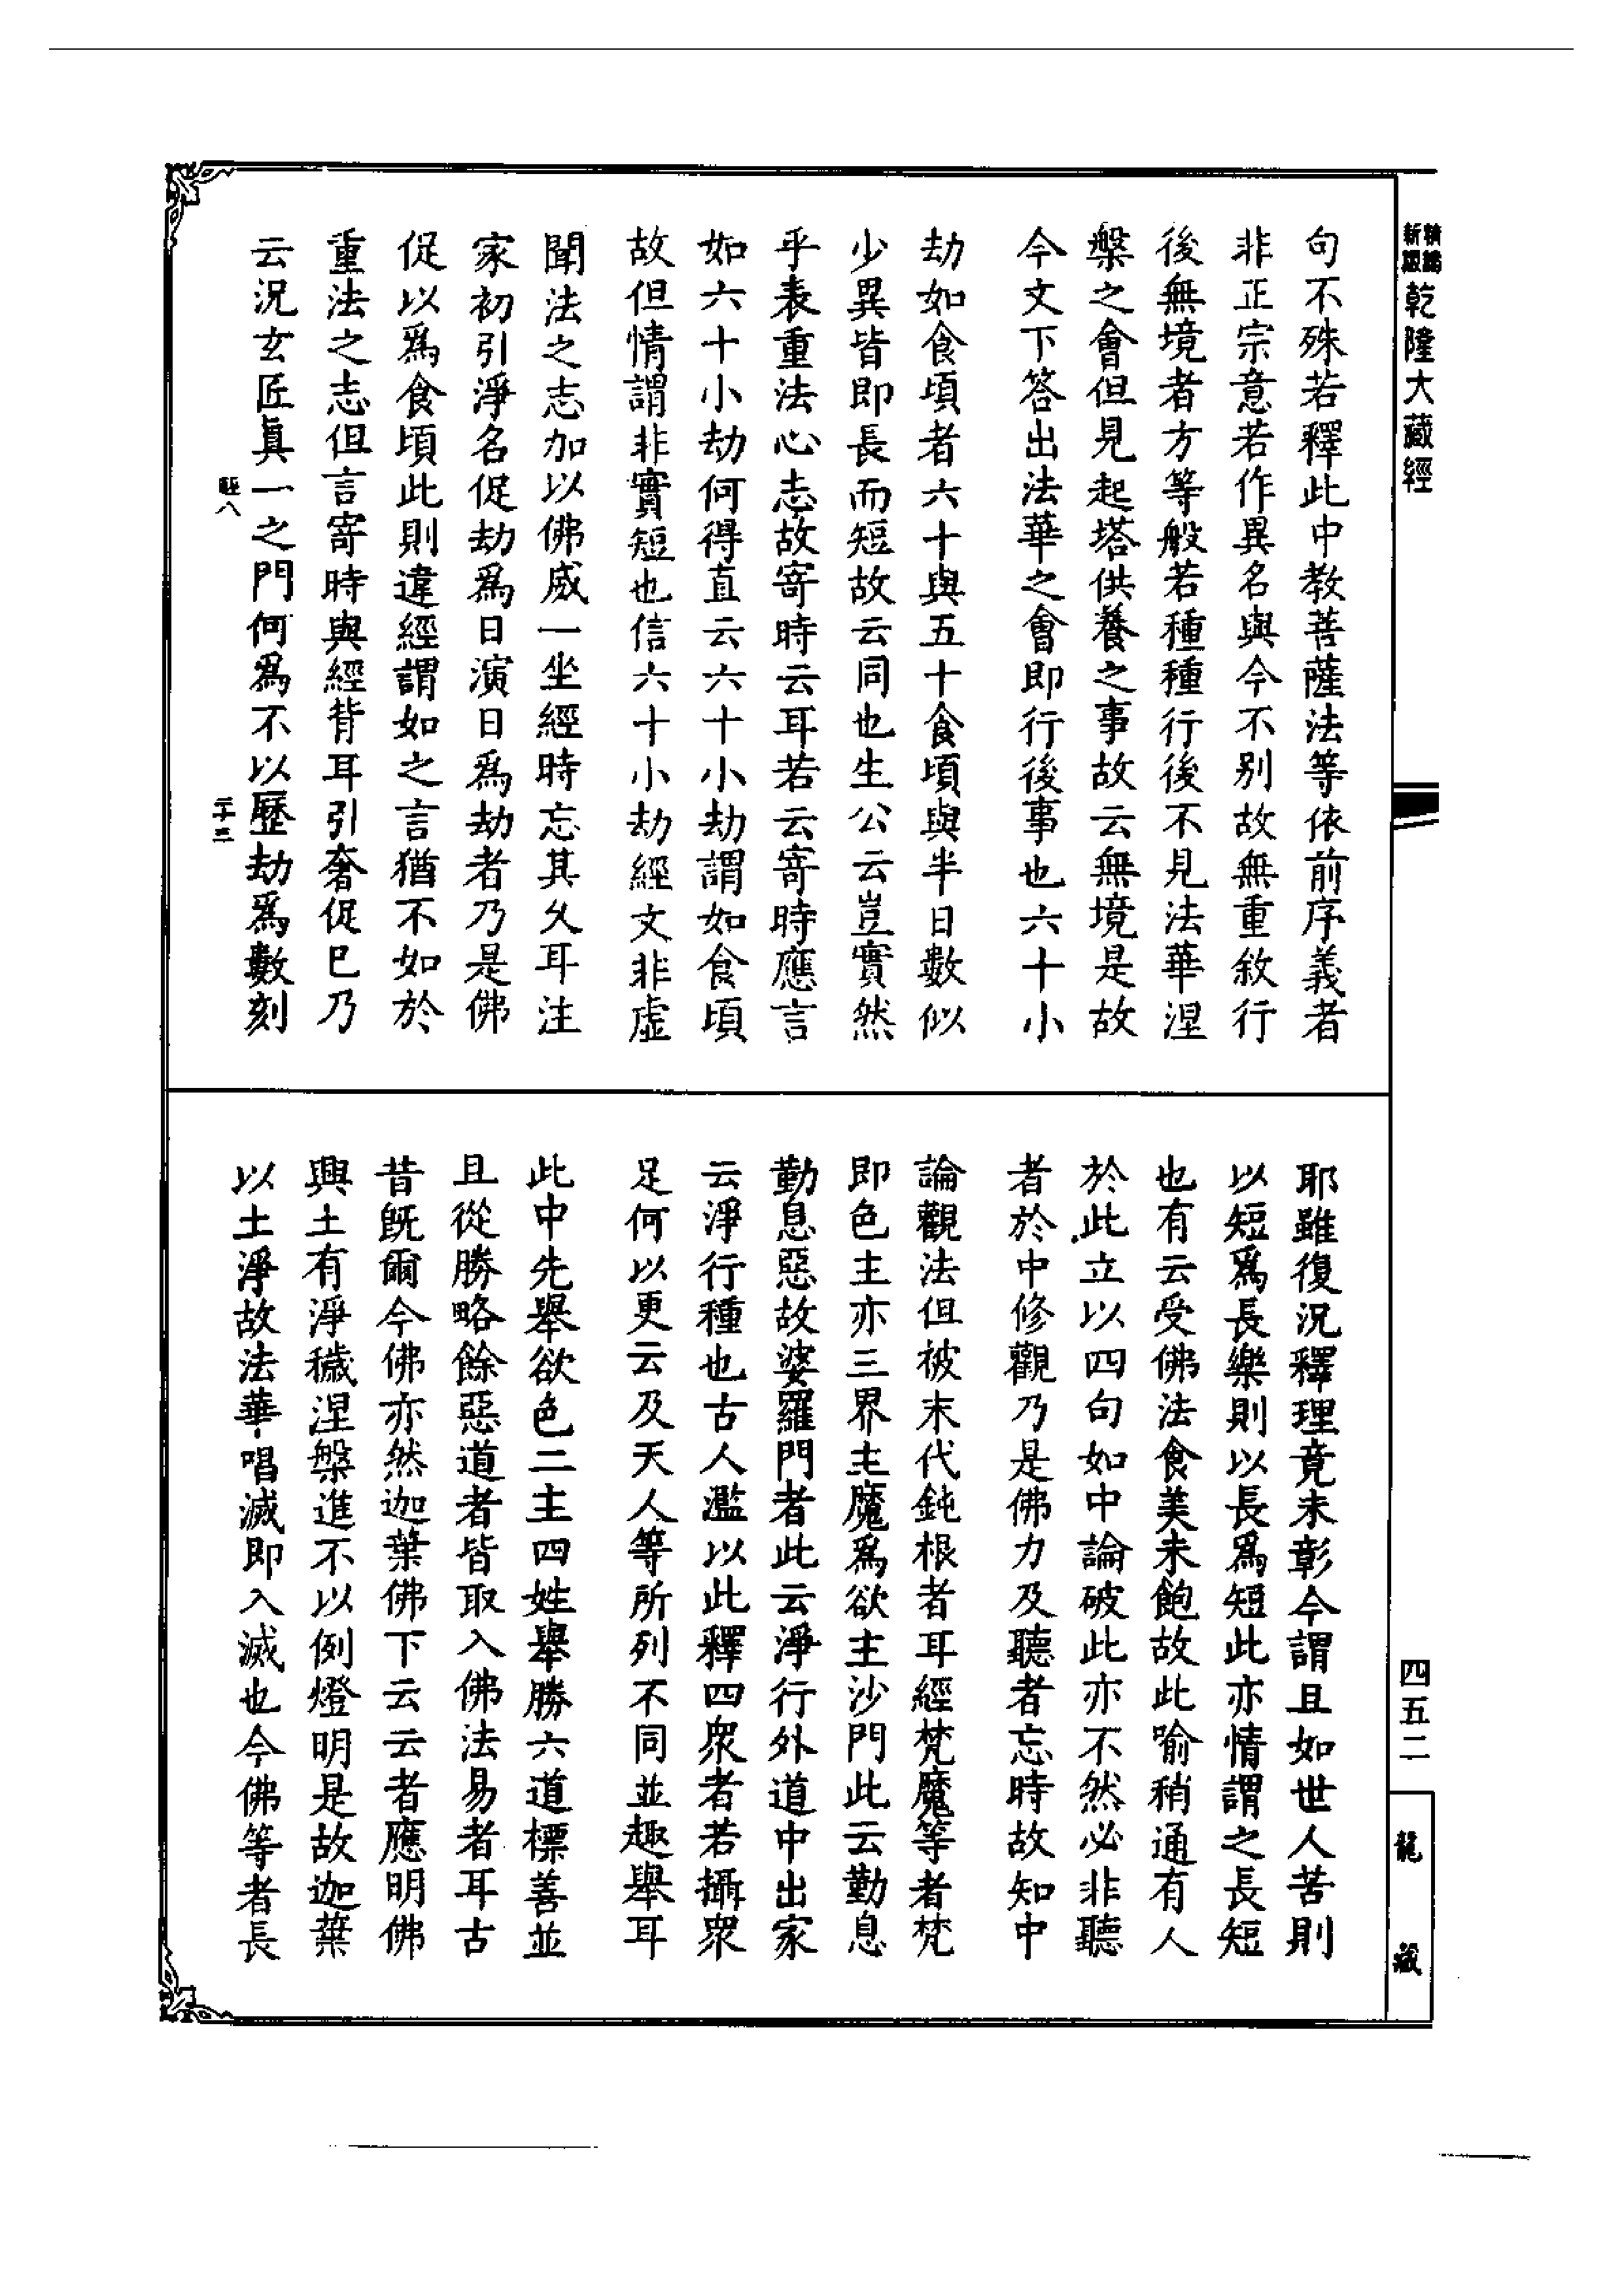 乾隆大藏經
句不殊若釋此中教菩薩法等依前序義者
非正宗意若作異名與今不別故無重敘行
後無境者方等般若種種行後不見法華涅
槃之會但見起塔供養之事故云無境是故
今文下答出法華之會即行後事也六十小
劫如食頃者六十與五十食頃與半日數似
少異皆即長而短故云同也生公云豈實然
乎表重法心志故寄時云耳若云寄時應言
如六十小劫何得直云六十小劫謂如食頃
故但情謂非實短也信六十小劫經文非虛
聞法之志加以佛威一坐經時忘其久耳注
家初引淨名促劫爲日演日爲劫者乃是佛
促以爲食頃此則違經謂如之言猶不如於
重法之志但言寄時與經背耳引奢促巳乃
云況玄匠眞一之門何爲不以歷劫爲數刻
二十三
耶雖復況釋理竟未彰今謂且如世人苦則
以短爲長樂則以長爲短此亦情謂之長短
也有云受佛法食美未飽故此喻稍通有人
於此立以四句如中論破此亦不然必非聽
者於中修觀乃是佛力及聽者忘時故知中
論觀法但被末代鈍根者耳經梵魔等者梵
即色主亦三界主魔爲欲主沙門此云勤息
勤息惡故婆羅門者此云淨行外道中出家
云淨行種也古人濫以此釋四眾者若攝眾
足何以更云及天人等所列不同並趣舉耳
此中先舉欲色二主四姓舉勝六道標善並
且從勝略餘惡道者皆取入佛法易者耳古
昔旣爾今佛亦然迦葉佛下云云者應明佛
興土有淨穢涅槃進不以例燈明是故迦葉
以土淨故法華唱滅即入滅也今佛等者長
四五二
龍藏